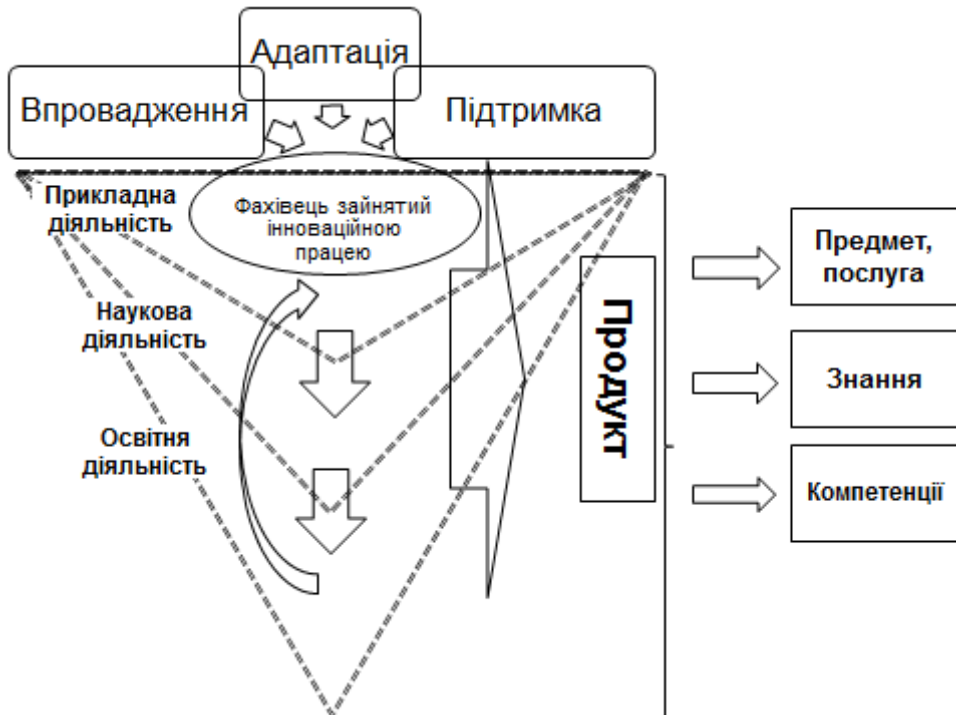 Адаптація
Впровадження
Підтримка
Прикладна
діяльність
Фахівець зайнятий
інноваційною
працею
Наукова
діяльність
Освітня
діяльність
Продукт
Предмет,
послуга
Знання
Компетенції